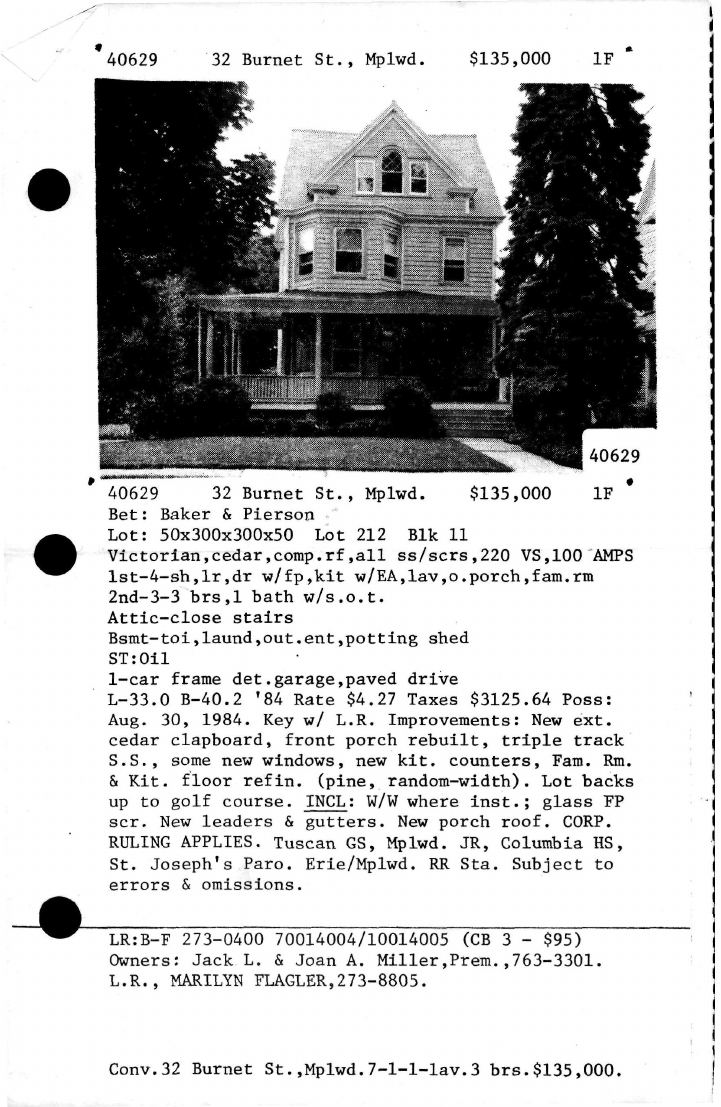 40629 32 Burnet St., Mplwd. $135,000 1F
40629
40629 32 Burnet St., Mplwd. $135,000 1F
Bet: Baker & Pierson
Lot: 50x300x300x50 Lot 212 Blk 11
Victorian,cedar,comp.rf,all ss/scrs,220 VS,100 AMPS
1st-4-sh,lr,dr w/fp,kit w/EA,lav,o.porch,fam.rm
2nd-3-3 brs,1 bath w/s.o.t.
Attic-close stairs
Bsmt-toi,laund,out.ent,potting shed
ST:Oil
1-car frame det.garage,paved drive
L-33.0 B-40.2 '84 Rate $4.27 Taxes $3125.64 Poss:
Aug. 30, 1984. Key w/ L.R. Improvements: New ext.
cedar clapboard, front porch rebuilt, triple track
S.S., some new windows, new kit. counters, Fam. Rm.
& Kit. floor refin. (pine, random-width). Lot backs
up to golf course. INCL: W/W where inst.; glass FP
scr. New leaders & gutters. New porch roof. CORP.
RULING APPLIES. Tuscan GS, Mplwd. JR, Columbia HS,
St. Joseph's Paro. Erie/Mplwd. RR Sta. Subject to
errors & omissions.
LR:B-F 273-0400 70014004/10014005 (CB 3 - $95)
Owners: Jack L. & Joan A. Miller,Prem.,763-3301.
L.R., MARILYN FLAGLER,273-8805.
Conv.32 Burnet St.,Mplwd.7-1-1-lav.3 brs.$135,000.